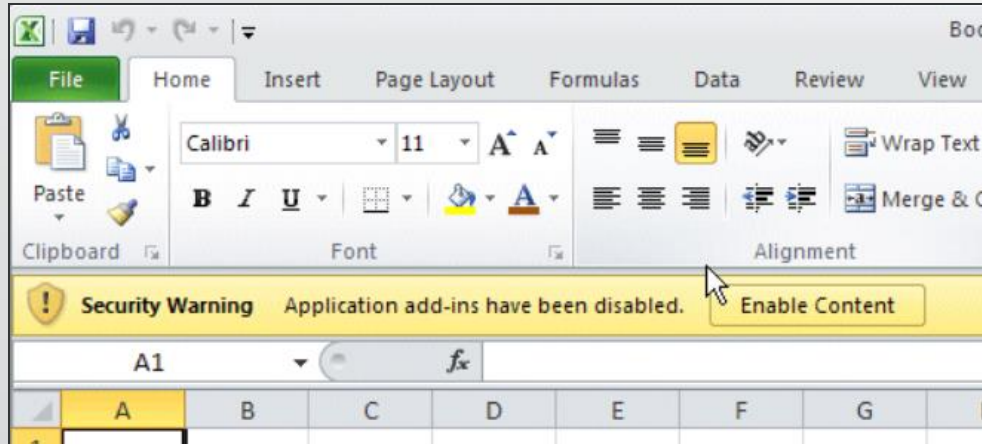 Boo
File Home Insert Page Layout Formulas Data Review View
Calibri 11 A A Wrap Text
Paste B I U A Merge & C
Clipboard Font Alignment
Security Warning Application add-ins have been disabled. Enable Content
A1 fx
A B C D E F G
1